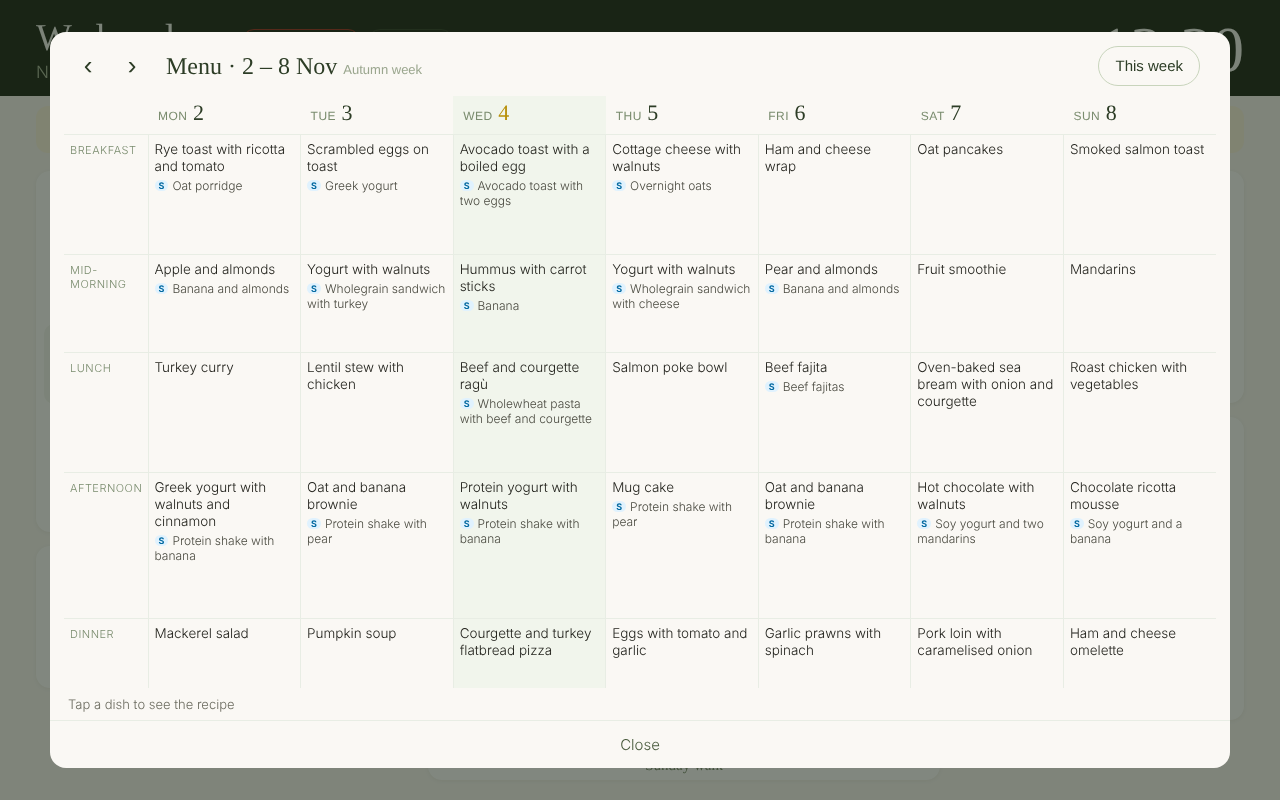 ‹ › Menu · 2 – 8 Nov Autumn week This week
MON 2 TUE 3 WED 4 THU 5 FRI 6 SAT 7 SUN 8
BREAKFAST
Rye toast with ricotta
and tomato
S Oat porridge
Scrambled eggs on
toast
S Greek yogurt
Avocado toast with a
boiled egg
S Avocado toast with
two eggs
Cottage cheese with
walnuts
S Overnight oats
Ham and cheese
wrap
Oat pancakes
Smoked salmon toast
MID-
MORNING
Apple and almonds
S Banana and almonds
Yogurt with walnuts
S Wholegrain sandwich
with turkey
Hummus with carrot
sticks
S Banana
Yogurt with walnuts
S Wholegrain sandwich
with cheese
Pear and almonds
S Banana and almonds
Fruit smoothie
Mandarins
LUNCH
Turkey curry
Lentil stew with
chicken
Beef and courgette
ragù
S Wholewheat pasta
with beef and courgette
Salmon poke bowl
Beef fajita
S Beef fajitas
Oven-baked sea
bream with onion and
courgette
Roast chicken with
vegetables
AFTERNOON
Greek yogurt with
walnuts and
cinnamon
S Protein shake with
banana
Oat and banana
brownie
S Protein shake with
pear
Protein yogurt with
walnuts
S Protein shake with
banana
Mug cake
S Protein shake with
pear
Oat and banana
brownie
S Protein shake with
banana
Hot chocolate with
walnuts
S Soy yogurt and two
mandarins
Chocolate ricotta
mousse
S Soy yogurt and a
banana
DINNER
Mackerel salad
Pumpkin soup
Courgette and turkey
flatbread pizza
Eggs with tomato and
garlic
Garlic prawns with
spinach
Pork loin with
caramelised onion
Ham and cheese
omelette
Tap a dish to see the recipe
Close